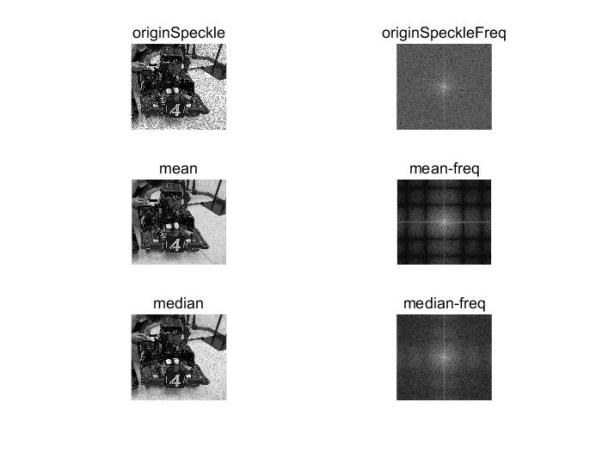 originSpeckle originSpeckleFreq
4
mean mean-freq
4
median median-freq
4